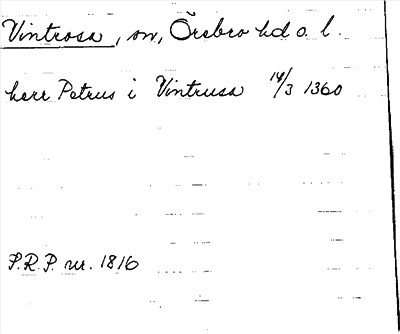 Vintrosa, sn, Örebro hd o. l.
herr Petrus i Vintrusa 14/3 1360
S.R.P. nr. 1816